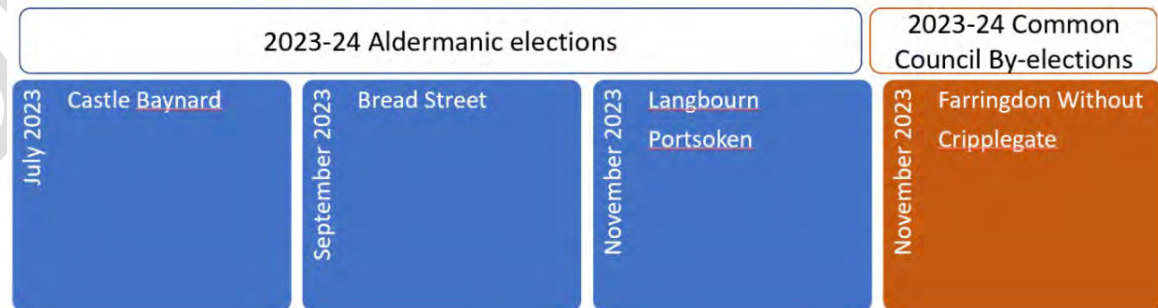 2023-24 Aldermanic elections
2023-24 Common
Council By-elections
July 2023
Castle Baynard
September 2023
Bread Street
November 2023
Langbourn
Portsoken
November 2023
Farringdon Without
Cripplegate